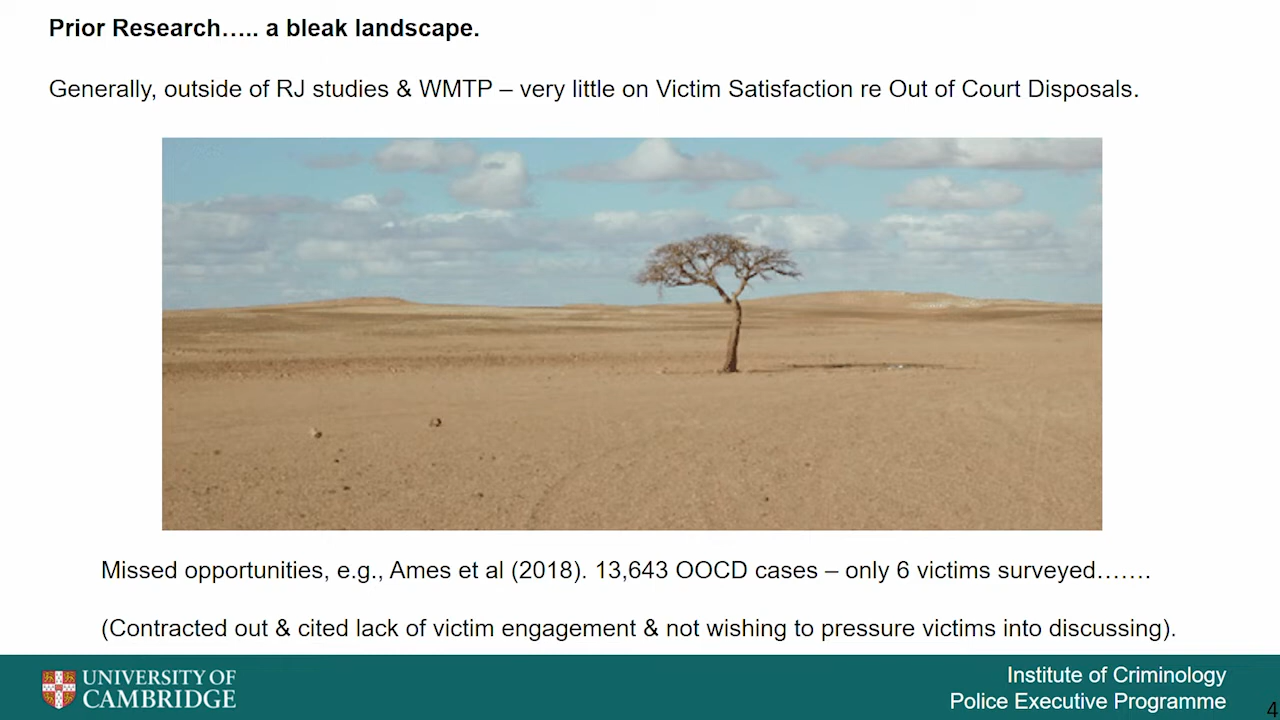 Prior Research….. a bleak landscape.
Generally, outside of RJ studies & WMTP – very little on Victim Satisfaction re Out of Court Disposals.
Missed opportunities, e.g., Ames et al (2018). 13,643 OOCD cases – only 6 victims surveyed…….
(Contracted out & cited lack of victim engagement & not wishing to pressure victims into discussing).
UNIVERSITY OF
CAMBRIDGE
Institute of Criminology
Police Executive Programme
4